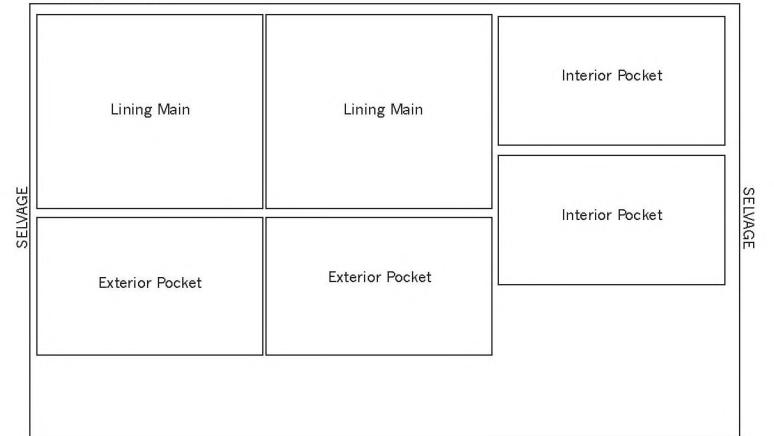 Lining Main
Lining Main
Interior Pocket
Interior Pocket
SELVAGE
SELVAGE
Exterior Pocket
Exterior Pocket